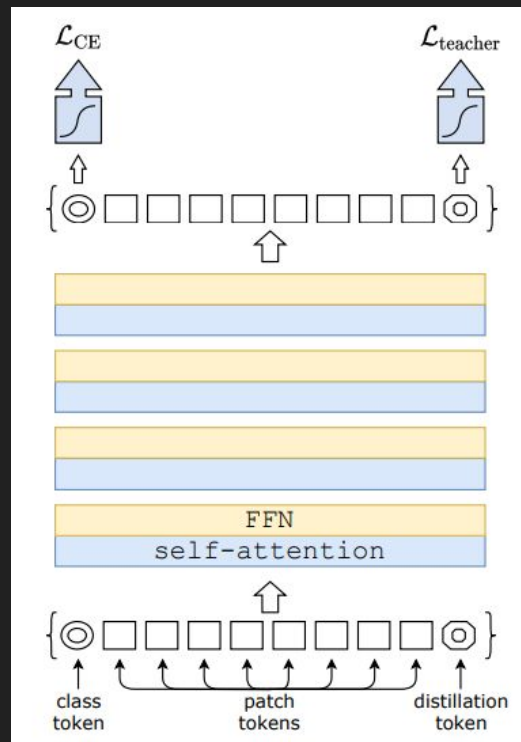 ℒCE ℒteacher
FFN
self-attention
class patch distillation
token tokens token